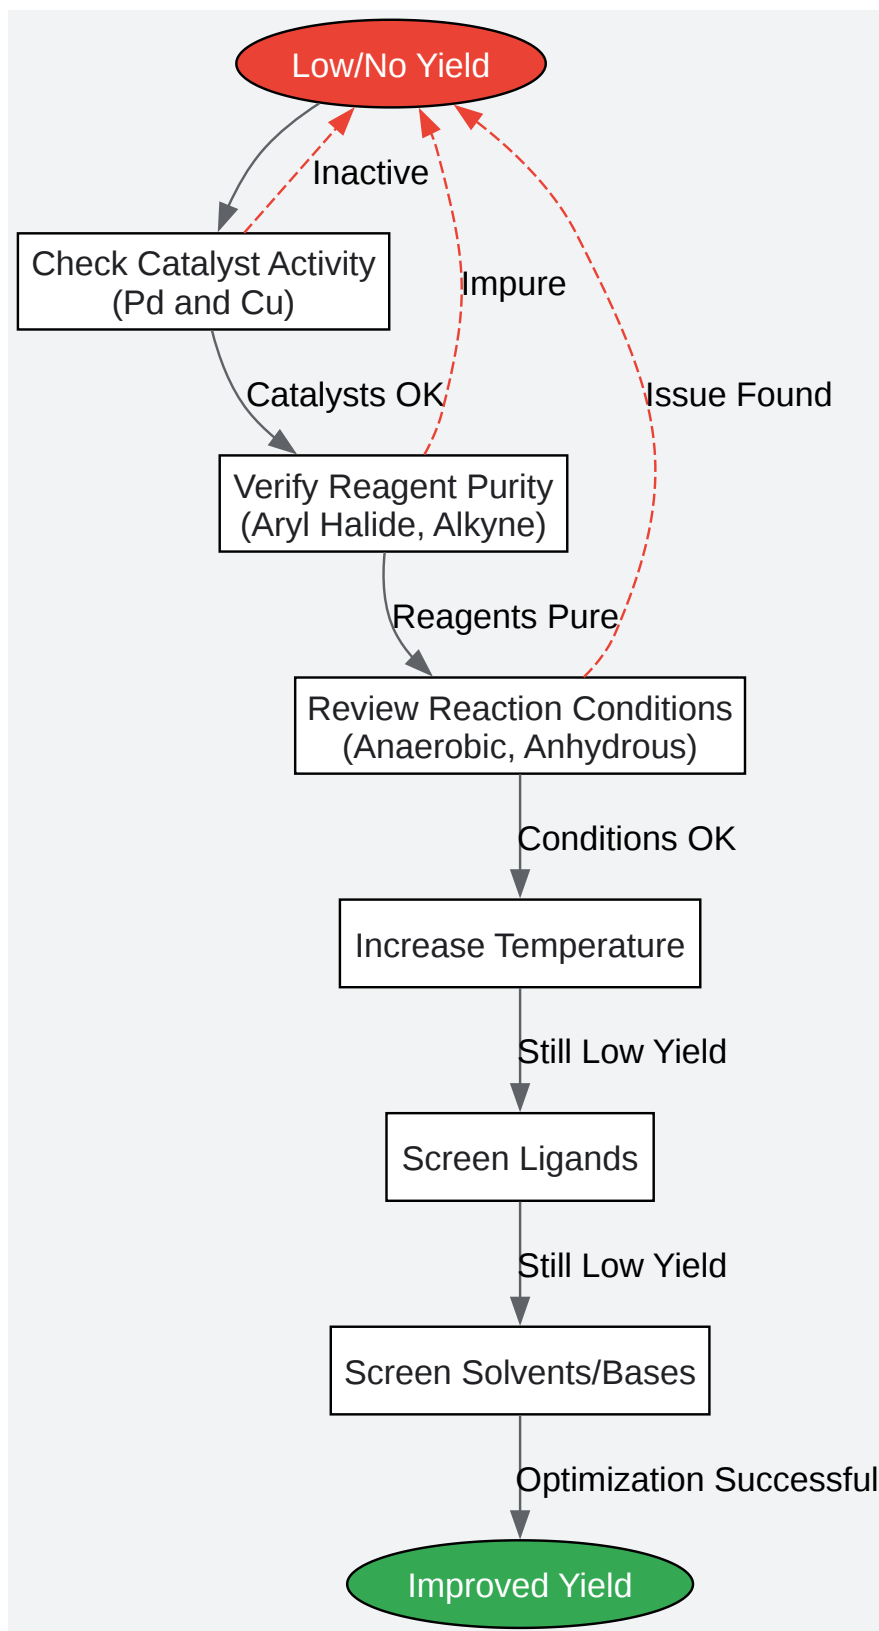 Low/No Yield
Inactive
Check Catalyst Activity
(Pd and Cu)
Impure
Catalysts OK
Issue Found
Verify Reagent Purity
(Aryl Halide, Alkyne)
Reagents Pure
Review Reaction Conditions
(Anaerobic, Anhydrous)
Conditions OK
Increase Temperature
Still Low Yield
Screen Ligands
Still Low Yield
Screen Solvents/Bases
Optimization Successful
Improved Yield